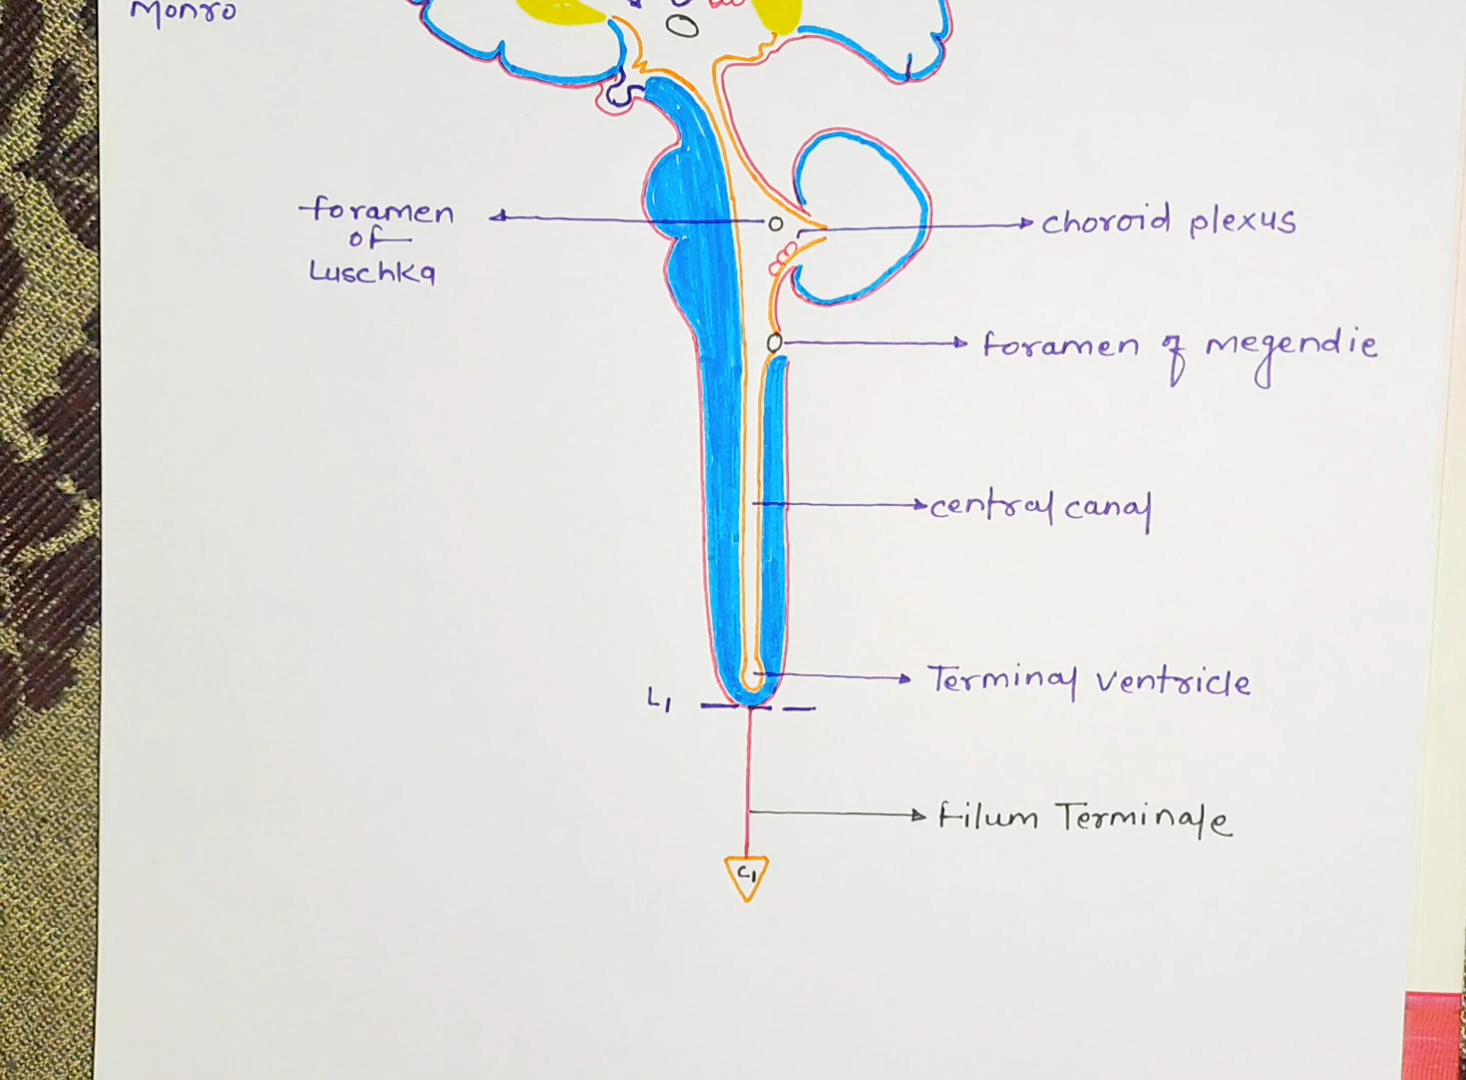 Monro
foramen
of
Luschka
choroid plexus
foramen of megendie
central canal
Terminal ventricle
L1
filum Terminale
C1